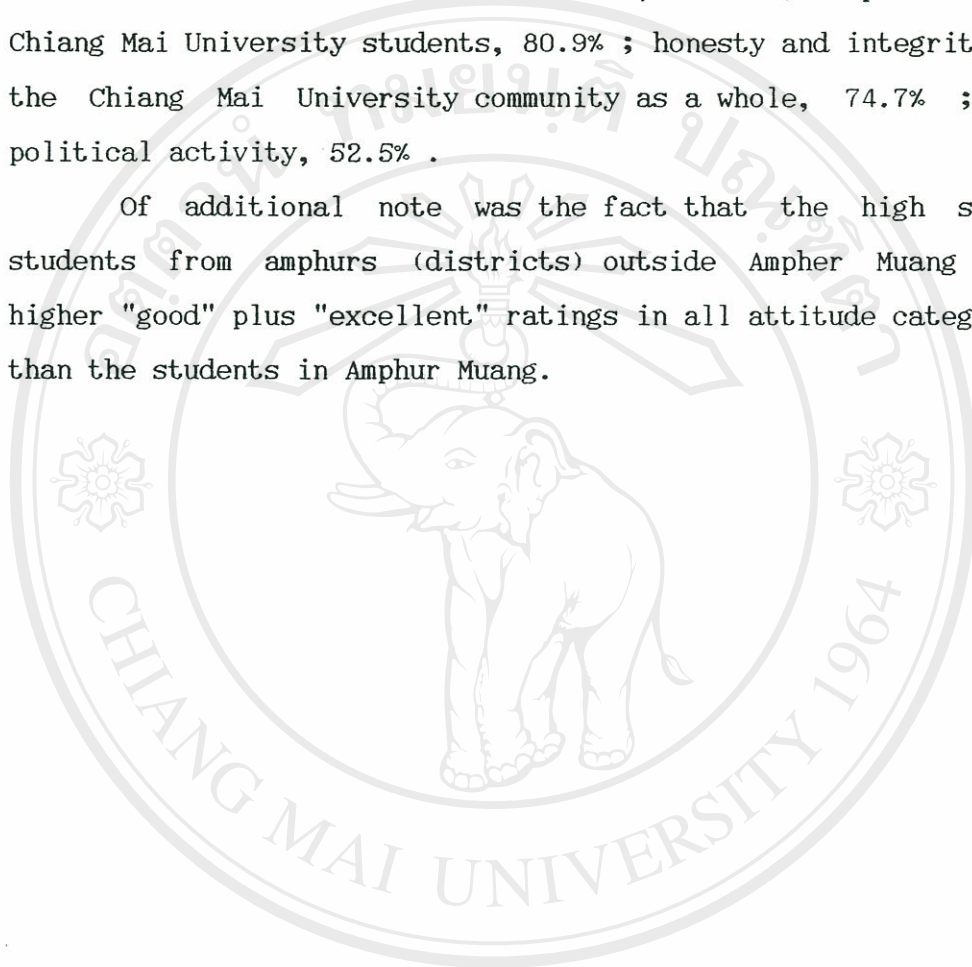 Chiang Mai University students, 80.9% ; honesty and integrit
the Chiang Mai University community as a whole, 74.7% ;
political activity, 52.5% .
Of additional note was the fact that the high s
students from amphurs (districts) outside Ampher Muang
higher "good" plus "excellent" ratings in all attitude categ
than the students in Amphur Muang.
CHIANG MAI UNIVERSITY 1964